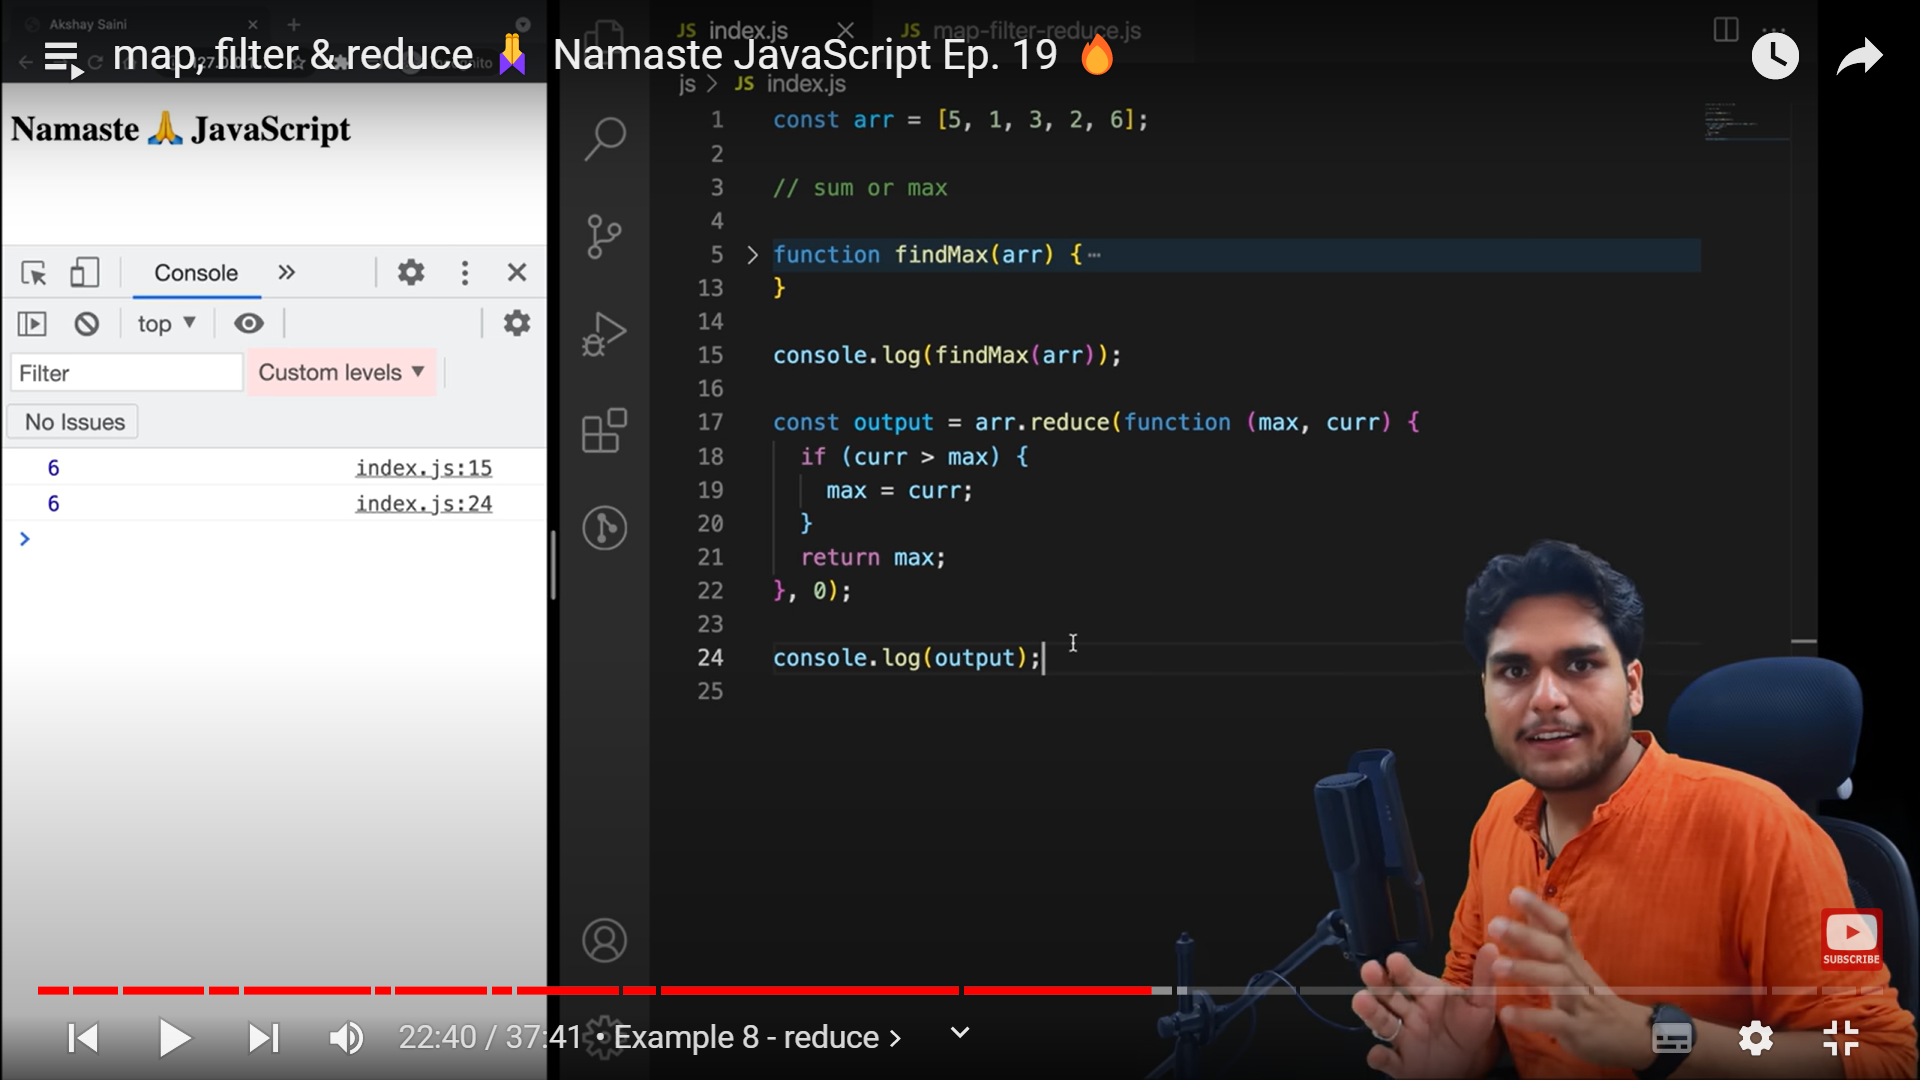 Akshay Saini
map, filter & reduce 🙏 Namaste JavaScript Ep. 19 🔥
JS index.js
JS map-filter-reduce.js
js > JS index.js
Namaste 🙏 JavaScript
Console
top
Filter
Custom levels
No Issues
6 index.js:15
6 index.js:24
>
1 const arr = [5, 1, 3, 2, 6];
2
3 // sum or max
4
5 function findMax(arr) {⋯
13 }
14
15 console.log(findMax(arr));
16
17 const output = arr.reduce(function (max, curr) {
18 if (curr > max) {
19 max = curr;
20 }
21 return max;
22 }, 0);
23
24 console.log(output);
25
SUBSCRIBE
22:40 / 37:41 • Example 8 - reduce >